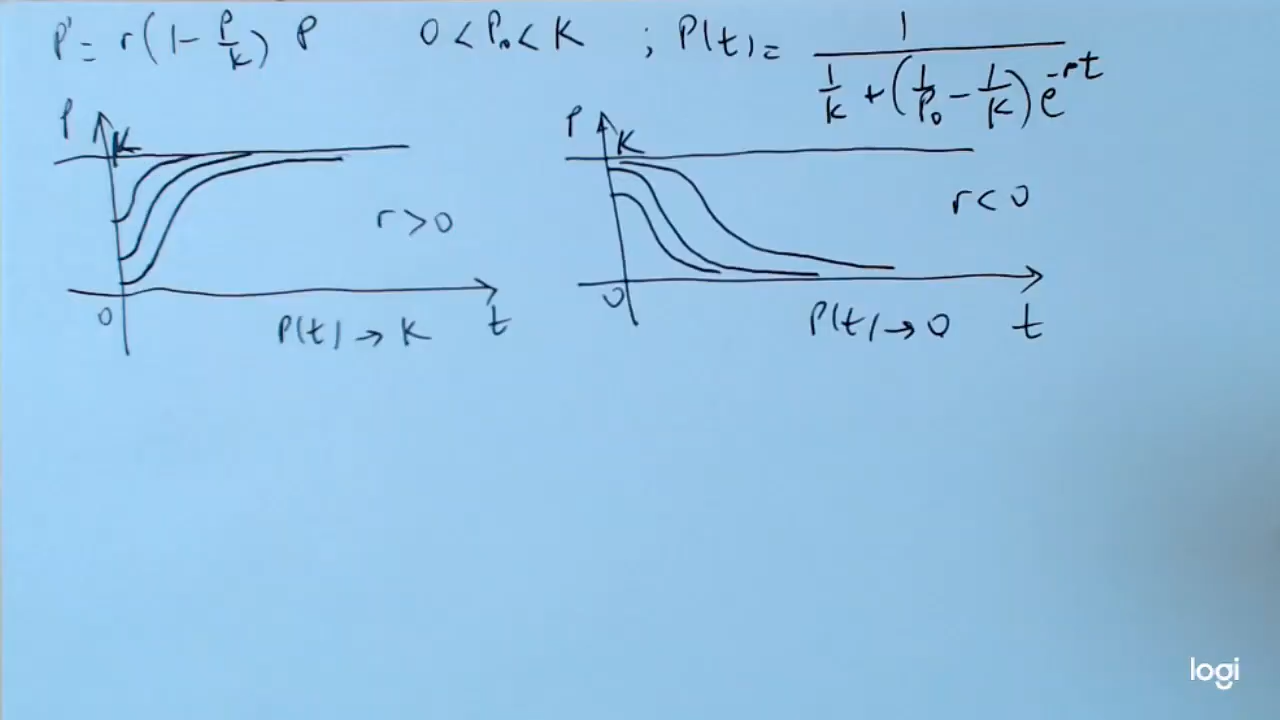 P' = r(1 - P/K) P    0 < P₀ < K    ; P(t) = 1 / (1/K + (1/P₀ - 1/K) e^{-rt})
P K
r > 0
0
P(t) → K t
P K
r < 0
0
P(t) → 0 t
logi